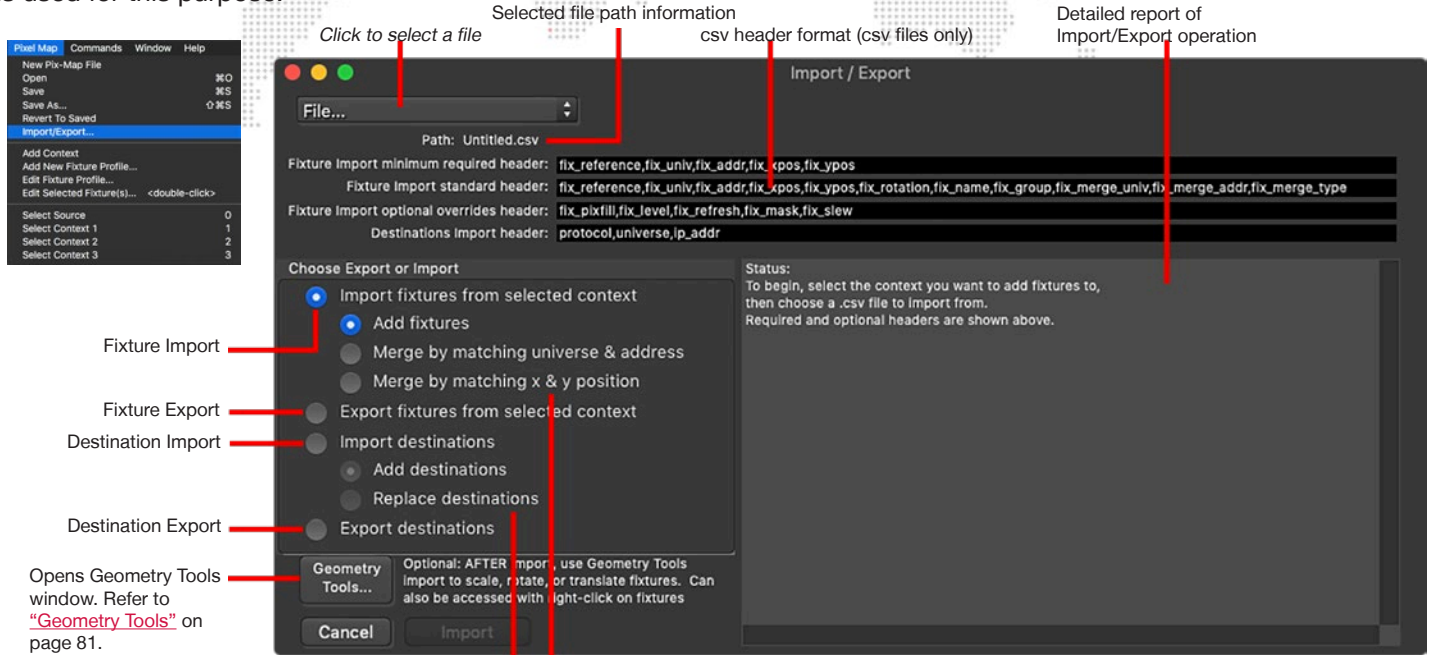 s used for this purpose.
Selected file path information
Detailed report of
Import/Export operation
Click to select a file
csv header format (csv files only)
Pixel Map Commands Window Help
New Pix-Map File
Open ⌘O
Save ⌘S
Save As... ⇧⌘S
Revert To Saved
Import/Export...
Add Context
Add New Fixture Profile...
Edit Fixture Profile...
Edit Selected Fixture(s)... <double-click>
Select Source 0
Select Context 1 1
Select Context 2 2
Select Context 3 3
Import / Export
File...
Path: Untitled.csv
Fixture Import minimum required header: fix_reference,fix_univ,fix_addr,fix_xpos,fix_ypos
Fixture Import standard header: fix_reference,fix_univ,fix_addr,fix_xpos,fix_ypos,fix_rotation,fix_name,fix_group,fix_merge_univ,fix_merge_addr,fix_merge_type
Fixture Import optional overrides header: fix_pixfill,fix_level,fix_refresh,fix_mask,fix_slew
Destinations Import header: protocol,universe,ip_addr
Choose Export or Import
Import fixtures from selected context
Add fixtures
Merge by matching universe & address
Merge by matching x & y position
Export fixtures from selected context
Import destinations
Add destinations
Replace destinations
Export destinations
Status:
To begin, select the context you want to add fixtures to,
then choose a .csv file to import from.
Required and optional headers are shown above.
Fixture Import
Fixture Export
Destination Import
Destination Export
Opens Geometry Tools
window. Refer to
"Geometry Tools" on
page 81.
Geometry
Tools...
Optional: AFTER import, use Geometry Tools
import to scale, rotate, or translate fixtures. Can
also be accessed with right-click on fixtures
Cancel
Import